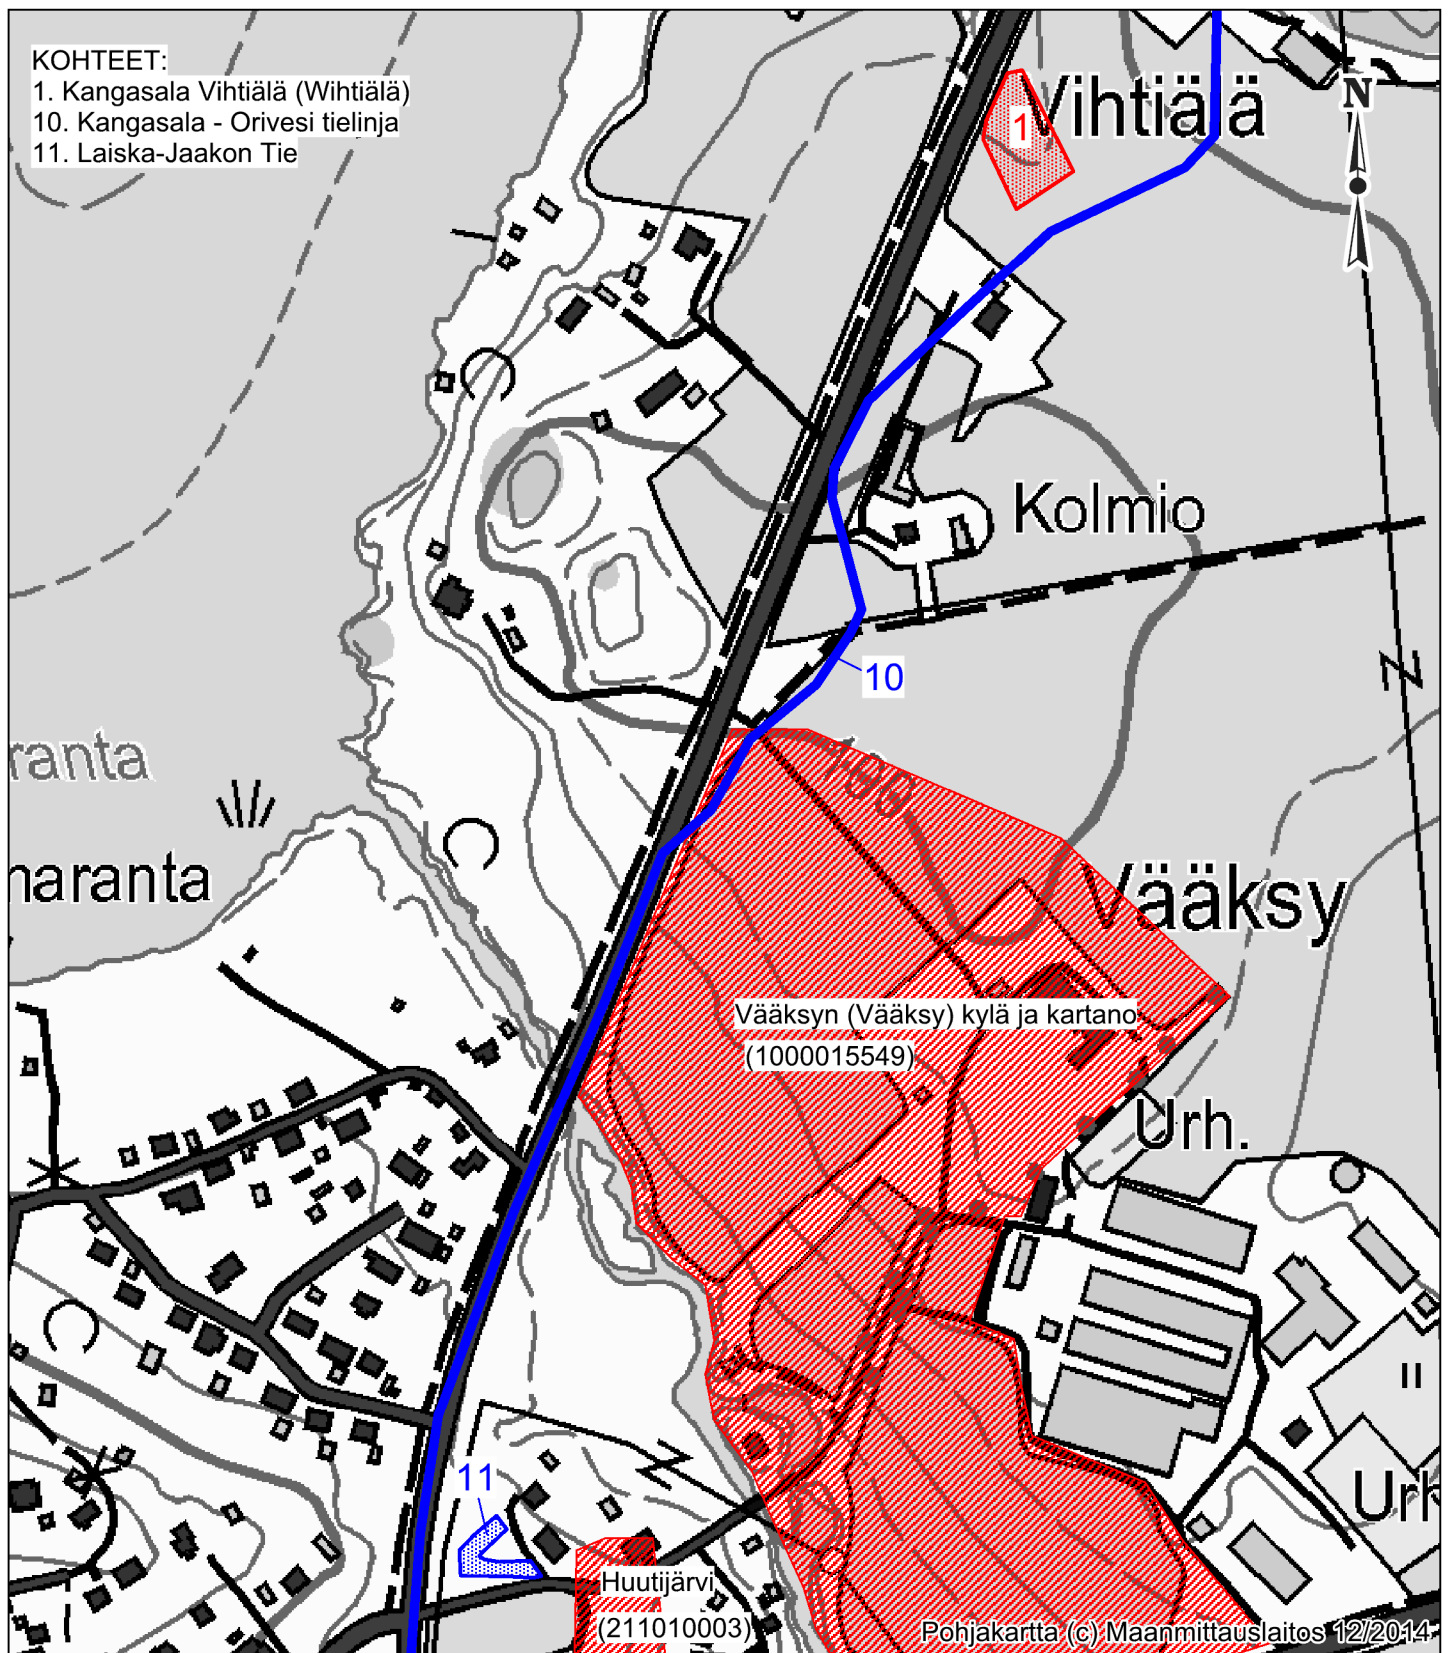 KOHTEET:
1. Kangasala Vihtiälä (Wihtiälä)
10. Kangasala - Orivesi tielinja
11. Laiska-Jaakon Tie
1
Vihtiälä
N
Kolmio
10
ranta
100
naranta
Vääksy
Vääksyn (Vääksy) kylä ja kartano
(1000015549)
Urh.
11
Urh
Huutijärvi
(211010003)
Pohjakartta (c) Maanmittauslaitos 12/2014